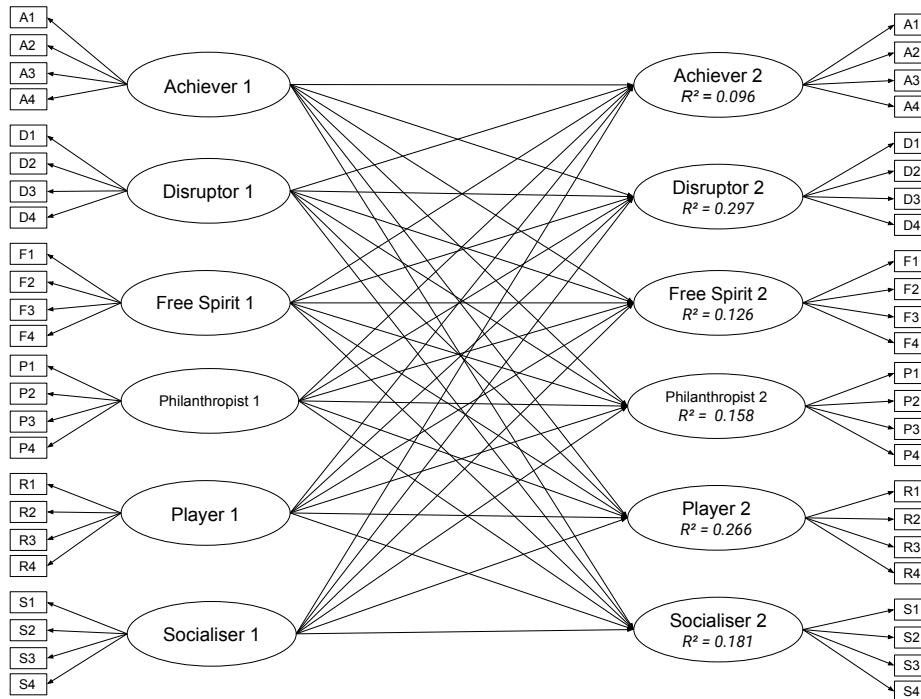 A1
A2
A3
A4
Achiever 1
Achiever 2
R² = 0.096
A1
A2
A3
A4
D1
D2
D3
D4
Disruptor 1
Disruptor 2
R² = 0.297
D1
D2
D3
D4
F1
F2
F3
F4
Free Spirit 1
Free Spirit 2
R² = 0.126
F1
F2
F3
F4
P1
P2
P3
P4
Philanthropist 1
Philanthropist 2
R² = 0.158
P1
P2
P3
P4
R1
R2
R3
R4
Player 1
Player 2
R² = 0.266
R1
R2
R3
R4
S1
S2
S3
S4
Socialiser 1
Socialiser 2
R² = 0.181
S1
S2
S3
S4